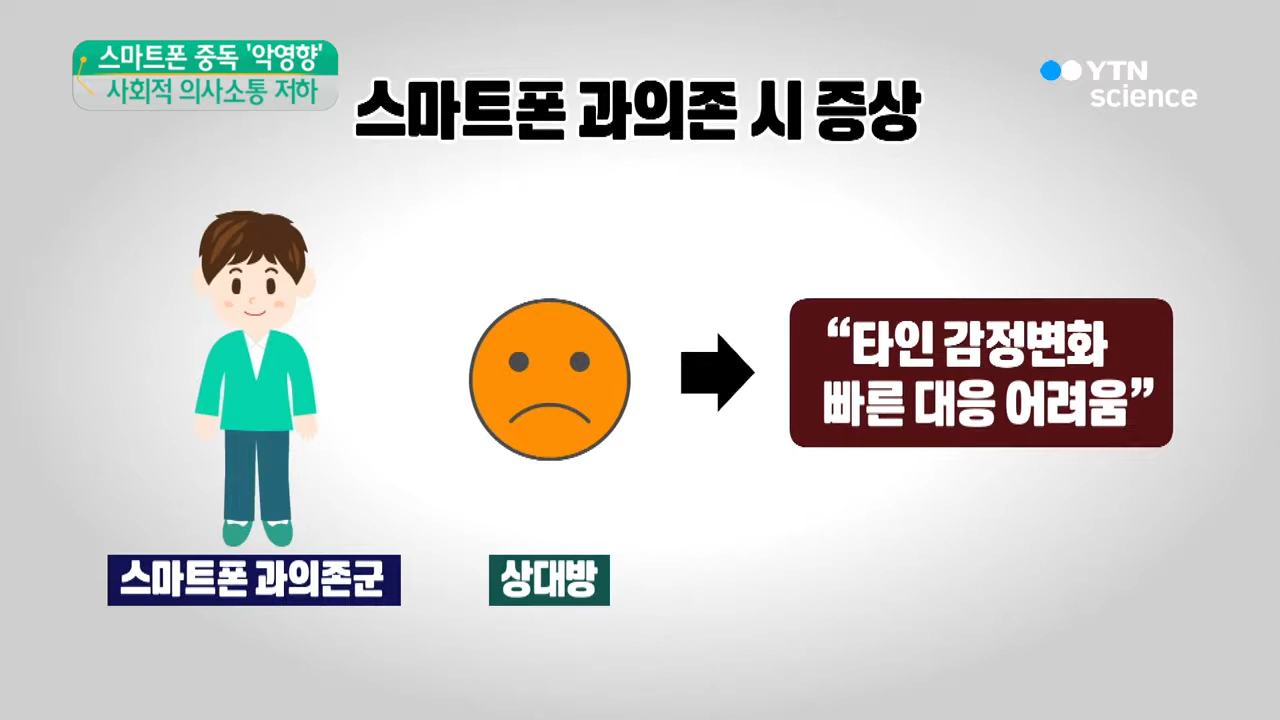 스마트폰 중독 '악영향'
사회적 의사소통 저하
스마트폰 과의존 시 증상
YTN
science
“타인 감정변화
빠른 대응 어려움”
스마트폰 과의존군
상대방